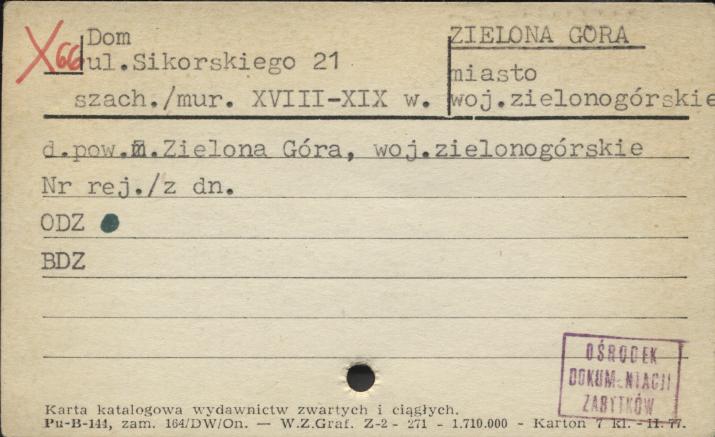 X 66
Dom
ul.Sikorskiego 21
szach./mur. XVIII-XIX w.
ZIELONA GÓRA
miasto
woj.zielonogórskie
d.pow.m.Zielona Góra, woj.zielonogórskie
Nr rej./z dn.
ODZ
BDZ
OŚRODEK
DOKUMENTACJI
ZABYTKÓW
Karta katalogowa wydawnictw zwartych i ciągłych.
Pu-B-144, zam. 164/DW/On. — W.Z.Graf. Z-2 - 271 - 1.710.000 - Karton 7 kl. - 11. 77.